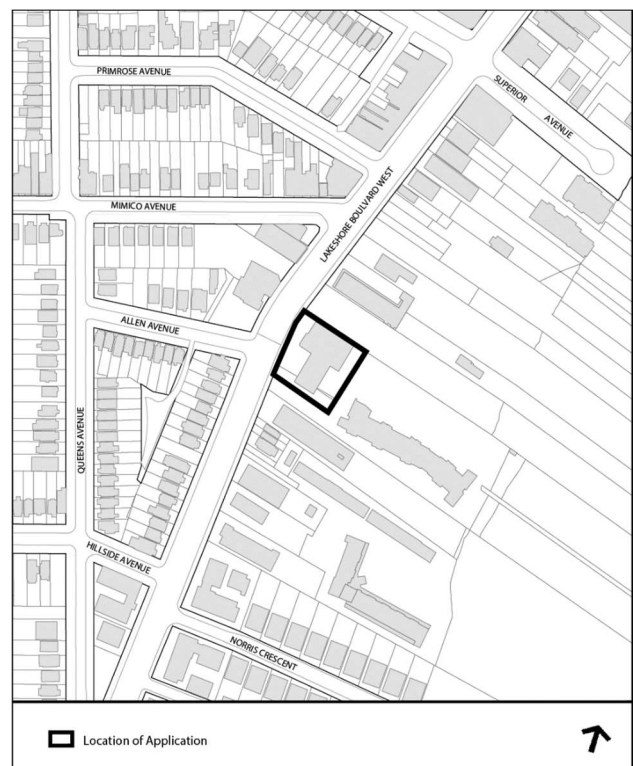 PRIMROSE AVENUE
SUPERIOR
AVENUE
MIMICO AVENUE
LAKESHORE BOULVARD WEST
ALLEN AVENUE
QUEENS AVENUE
HILLSIDE AVENUE
NORRIS CRESCENT
Location of Application